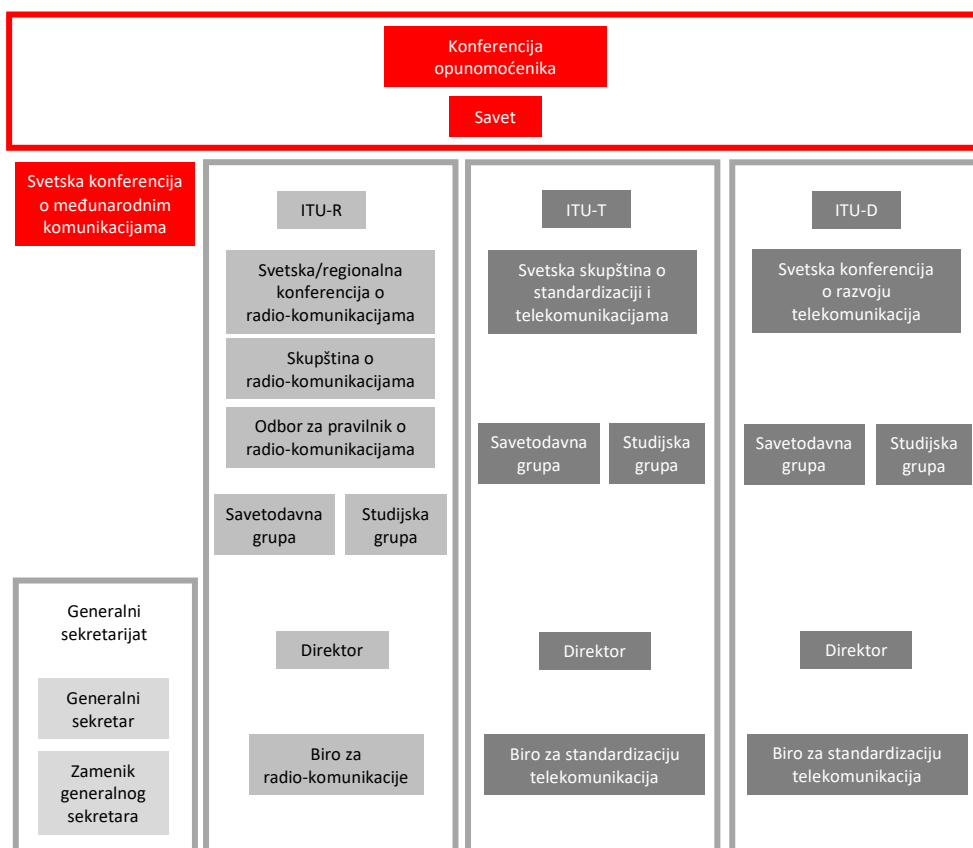 Konferencija
opunomoćenika
Savet
Svetska konferencija
o međunarodnim
komunikacijama
ITU-R
Svetska/regionalna
konferencija o
radio-komunikacijama
Skupština o
radio-komunikacijama
Odbor za pravilnik o
radio-komunikacijama
Savetodavna
grupa
Studijska
grupa
Direktor
Biro za
radio-komunikacije
ITU-T
Svetska skupština o
standardizaciji i
telekomunikacijama
Savetodavna
grupa
Studijska
grupa
Direktor
Biro za standardizaciju
telekomunikacija
ITU-D
Svetska konferencija
o razvoju
telekomunikacija
Savetodavna
grupa
Studijska
grupa
Direktor
Biro za standardizaciju
telekomunikacija
Generalni
sekretarijat
Generalni
sekretar
Zamenik
generalnog
sekretara